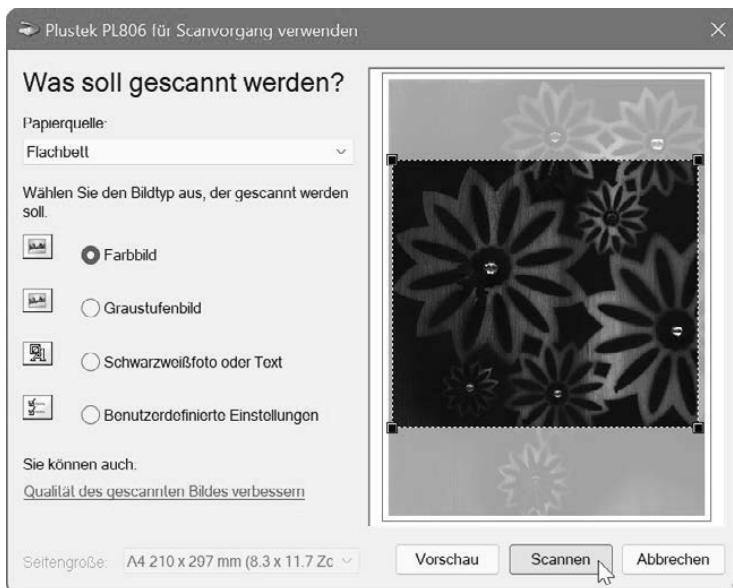 Plustek PL806 für Scanvorgang verwenden
Was soll gescannt werden?
Papierquelle:
Flachbett
Wählen Sie den Bildtyp aus, der gescannt werden
soll.
Farbbild
Graustufenbild
Schwarzweißfoto oder Text
Benutzerdefinierte Einstellungen
Sie können auch.
Qualität des gescannten Bildes verbessern
Seitengröße: A4 210 x 297 mm (8.3 x 11.7 Zo
Vorschau Scannen Abbrechen